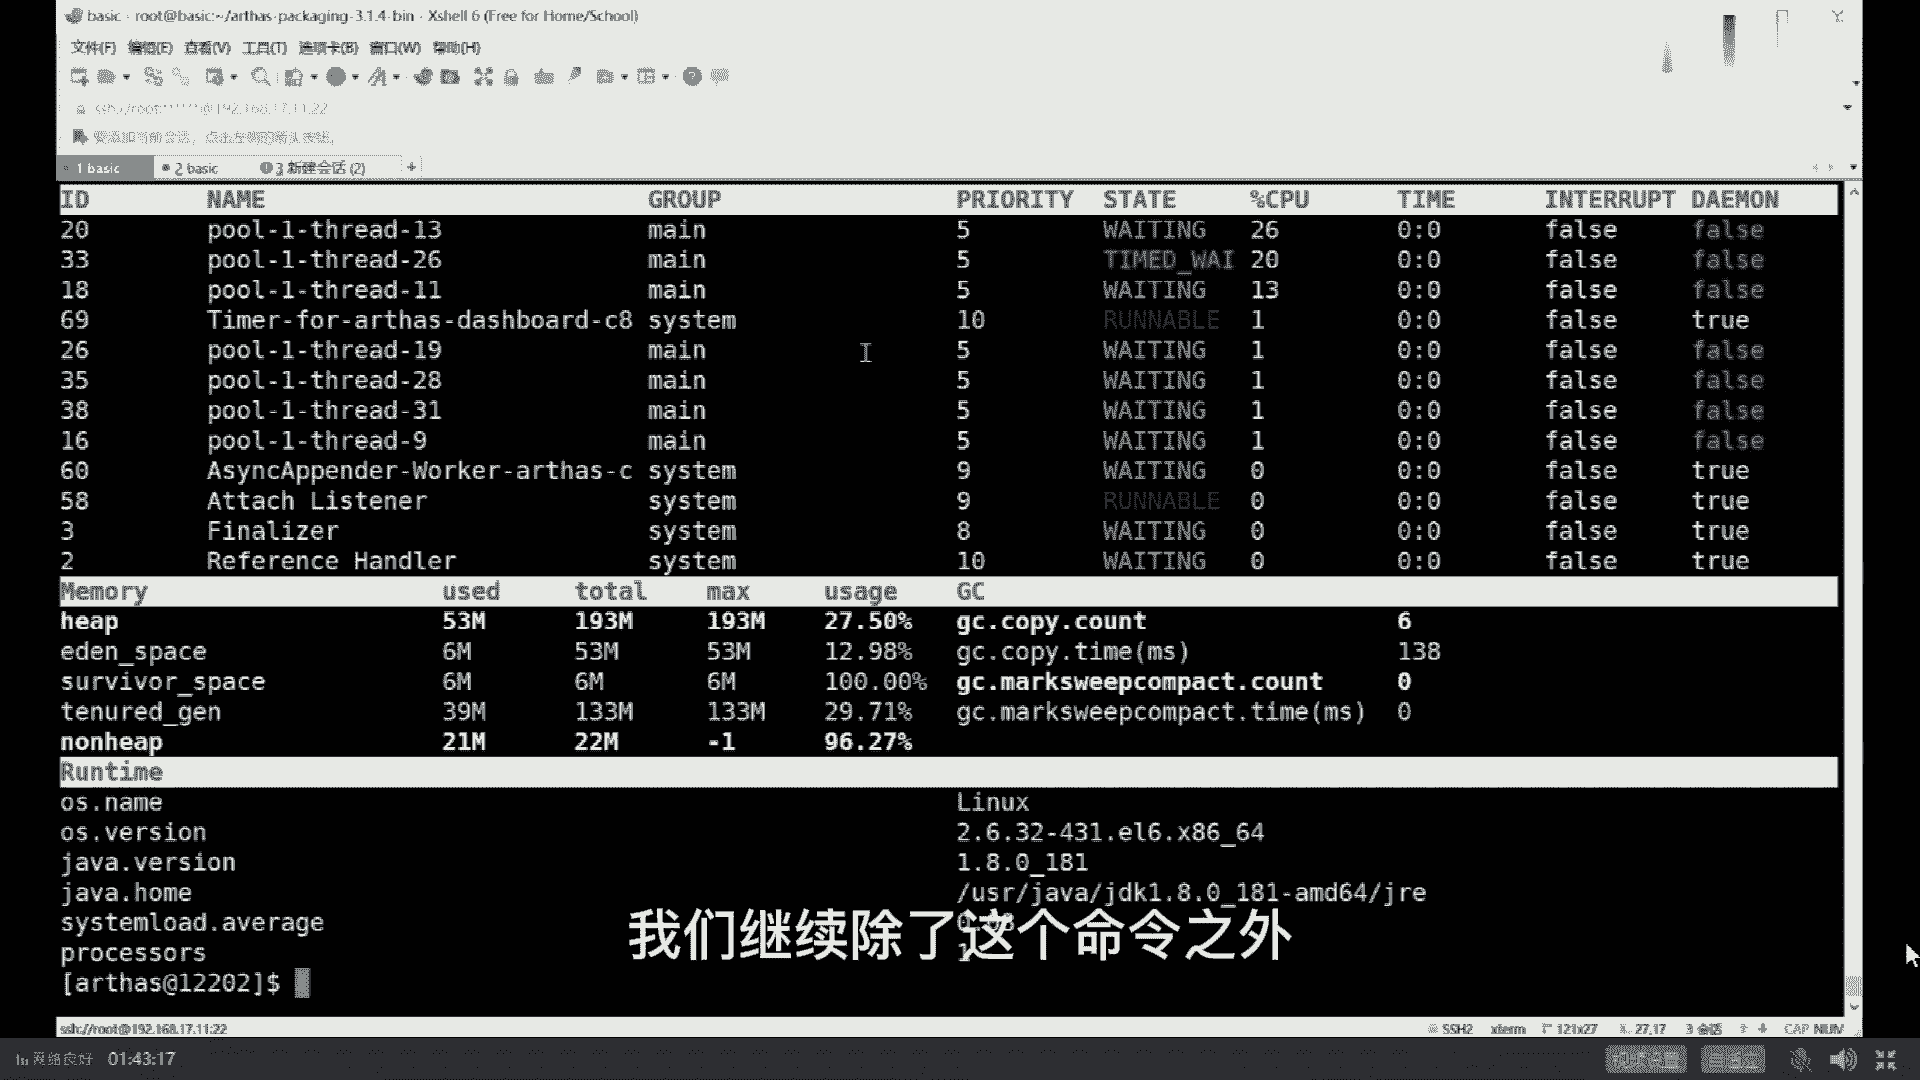 basic - root@basic:~/arthas-packaging-3.1.4-bin - Xshell 6 (Free for Home/School)
文件(F) 编辑(E) 查看(V) 工具(T) 选项卡(B) 窗口(W) 帮助(H)
ssh://root:******@192.168.17.11:22
要添加当前会话，点击左侧的箭头按钮。
1 basic 2 basic 3 新建会话 (2) +
ID NAME GROUP PRIORITY STATE %CPU TIME INTERRUPT DAEMON
20 pool-1-thread-13 main 5 WAITING 26 0:0 false false
33 pool-1-thread-26 main 5 TIMED_WAI 20 0:0 false false
18 pool-1-thread-11 main 5 WAITING 13 0:0 false false
69 Timer-for-arthas-dashboard-c8 system 10 RUNNABLE 1 0:0 false true
26 pool-1-thread-19 main 5 WAITING 1 0:0 false false
35 pool-1-thread-28 main 5 WAITING 1 0:0 false false
38 pool-1-thread-31 main 5 WAITING 1 0:0 false false
16 pool-1-thread-9 main 5 WAITING 1 0:0 false false
60 AsyncAppender-Worker-arthas-c system 9 WAITING 0 0:0 false true
58 Attach Listener system 9 RUNNABLE 0 0:0 false true
3 Finalizer system 8 WAITING 0 0:0 false true
2 Reference Handler system 10 WAITING 0 0:0 false true
Memory used total max usage GC
heap 53M 193M 193M 27.50% gc.copy.count 6
eden_space 6M 53M 53M 12.98% gc.copy.time(ms) 138
survivor_space 6M 6M 6M 100.00% gc.marksweepcompact.count 0
tenured_gen 39M 133M 133M 29.71% gc.marksweepcompact.time(ms) 0
nonheap 21M 22M -1 96.27%
Runtime
os.name Linux
os.version 2.6.32-431.el6.x86_64
java.version 1.8.0_181
java.home /usr/java/jdk1.8.0_181-amd64/jre
systemload.average
processors
我们继续除了这个命令之外
[arthas@12202]$
ssh://root@192.168.17.11:22 SSH2 xterm 121x27 27,17 3 会话 CAP NUM
网络良好 01:43:17